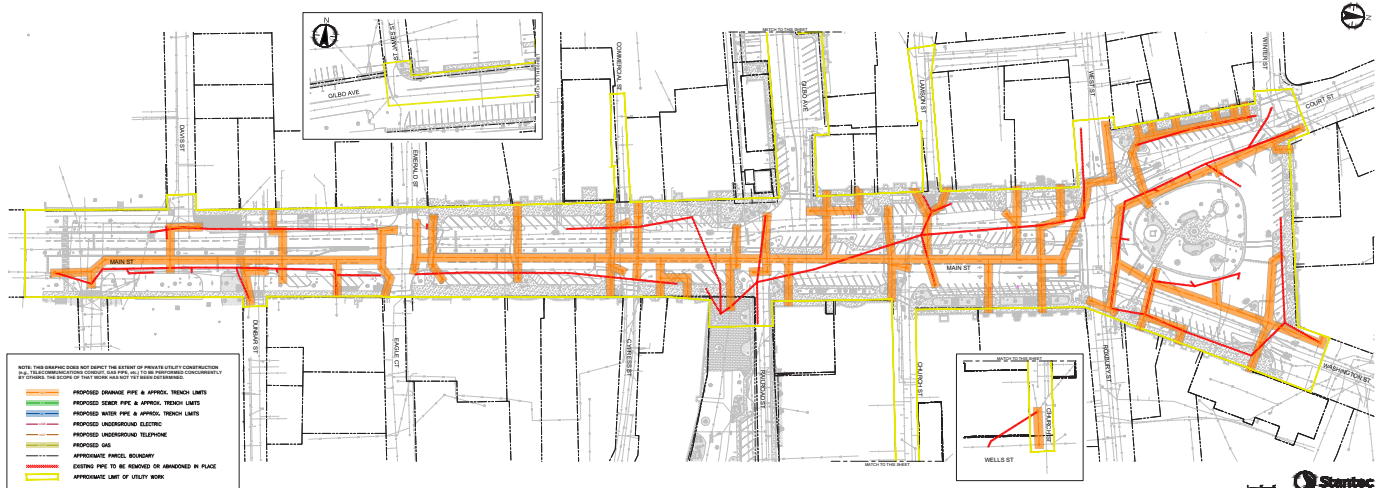 N
MATCH TO THIS SHEET
N
JAMES ST
GILBO AVE
MATCH TO THIS SHEET
COMMERCIAL ST
GILBO AVE
LAMSON ST
WEST ST
WINTER ST
COURT ST
DAVIS ST
EMERALD ST
MAIN ST
MAIN ST
DUNBAR ST
EAGLE CT
CYPRESS ST
RAILROAD ST
CHURCH ST
ROXBURY ST
WASHINGTON ST
MATCH TO THIS SHEET
CHURCH ST
WELLS ST
MATCH TO THIS SHEET
NOTE: THIS GRAPHIC DOES NOT DEPICT THE EXTENT OF PRIVATE UTILITY CONSTRUCTION
(e.g., TELECOMMUNICATIONS CONDUIT, GAS PIPE, etc.) TO BE PERFORMED CONCURRENTLY
BY OTHERS. THE SCOPE OF THAT WORK HAS NOT YET BEEN DETERMINED.
PROPOSED DRAINAGE PIPE & APPROX. TRENCH LIMITS
PROPOSED SEWER PIPE & APPROX. TRENCH LIMITS
PROPOSED WATER PIPE & APPROX. TRENCH LIMITS
PROPOSED UNDERGROUND ELECTRIC
PROPOSED UNDERGROUND TELEPHONE
PROPOSED GAS
APPROXIMATE PARCEL BOUNDARY
EXISTING PIPE TO BE REMOVED OR ABANDONED IN PLACE
APPROXIMATE LIMIT OF UTILITY WORK
Stantec